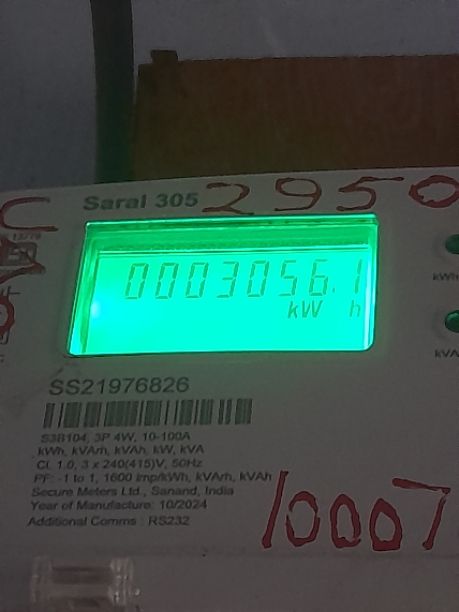 Saral 305 2950
C
0003056.1
kW h
kWh
kVA
SS21976826
S3B104, 3P 4W, 10-100A
kWh, kVArh, kVAh, kW, kVA
Cl. 1.0, 3 x 240(415)V, 50Hz
PF: -1 to 1, 1600 imp/kWh, kVArh, kVAh
Secure Meters Ltd., Sanand, India
Year of Manufacture: 10/2024
Additional Comms : RS232
10007